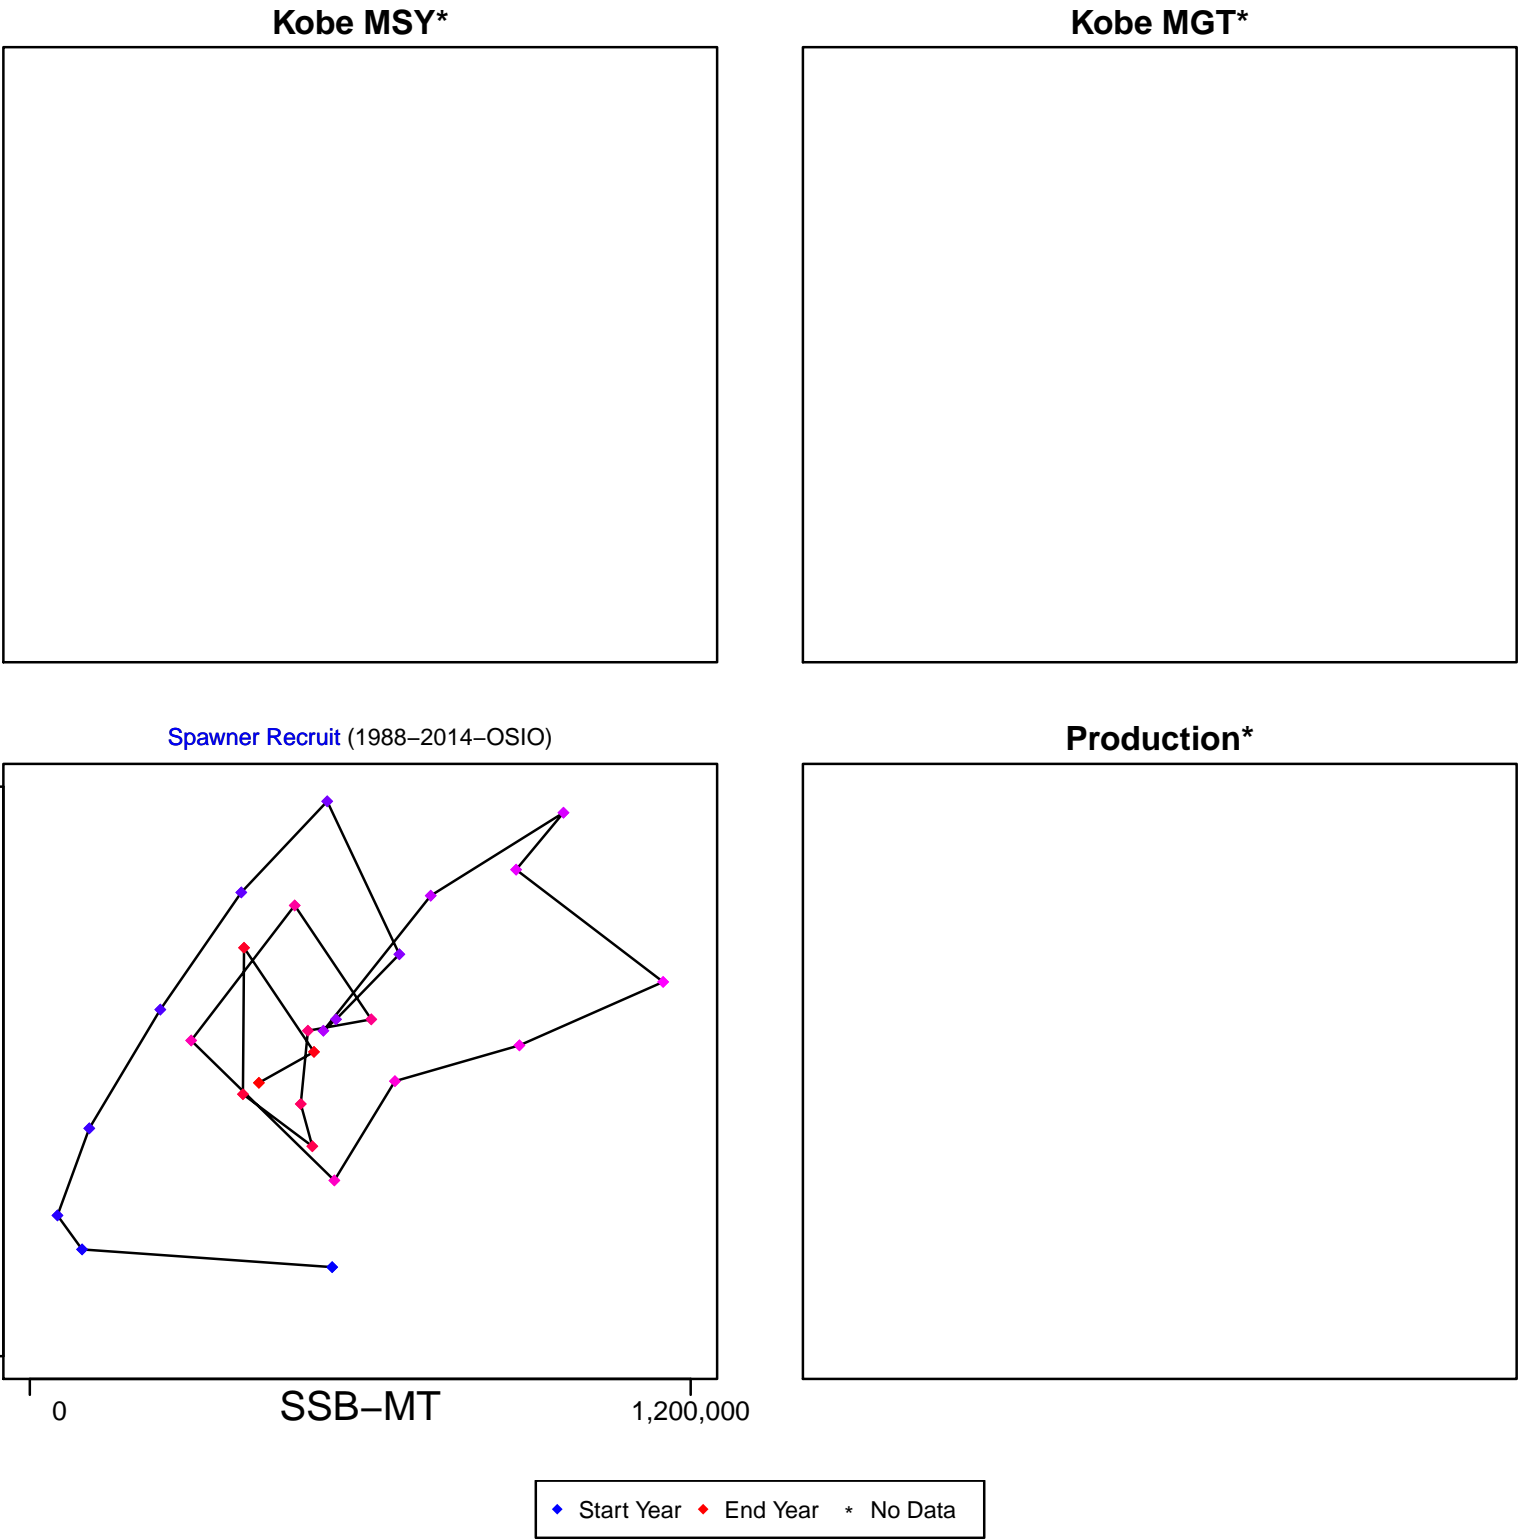 Kobe MSY*
Kobe MGT*
Spawner Recruit (1988−2014−OSIO)
Production*
0
SSB−MT
1,200,000
Start Year
End Year
* No Data